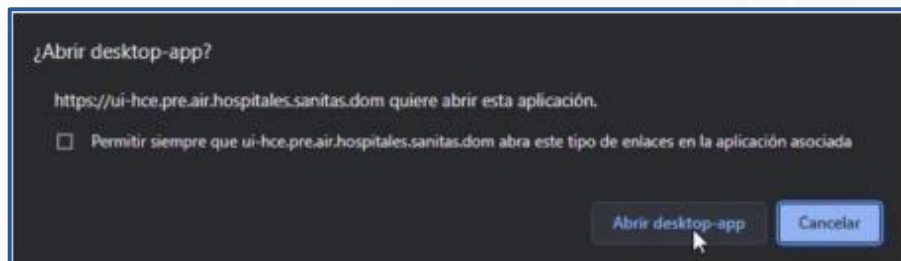 ¿Abrir desktop-app?
https://ui-hce.pre.air.hospitales.sanitas.dom quiere abrir esta aplicación.
Permitir siempre que ui-hce.pre.air.hospitales.sanitas.dom abra este tipo de enlaces en la aplicación asociada
Abrir desktop-app Cancelar